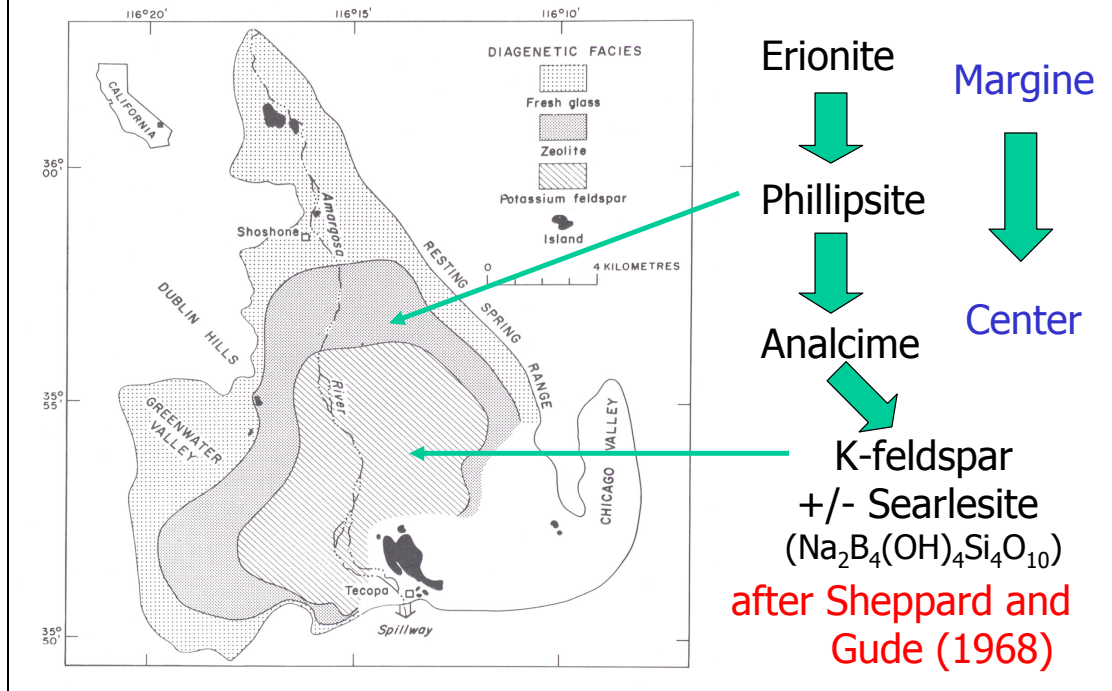 116°20'
116°15'
116°10'
36°
00'
35°
55'
35°
50'
CALIFORNIA
DIAGENETIC FACIES
Fresh glass
Zeolite
Potassium feldspar
Island
0
4 KILOMETRES
Shoshone
Amargosa
River
RESTING SPRING RANGE
DUBLIN HILLS
GREENWATER
VALLEY
CHICAGO VALLEY
Tecopa
Spillway
Erionite
Phillipsite
Analcime
K-feldspar
+/- Searlesite
(Na₂B₄(OH)₄Si₄O₁₀)
after Sheppard and
Gude (1968)
Margine
Center